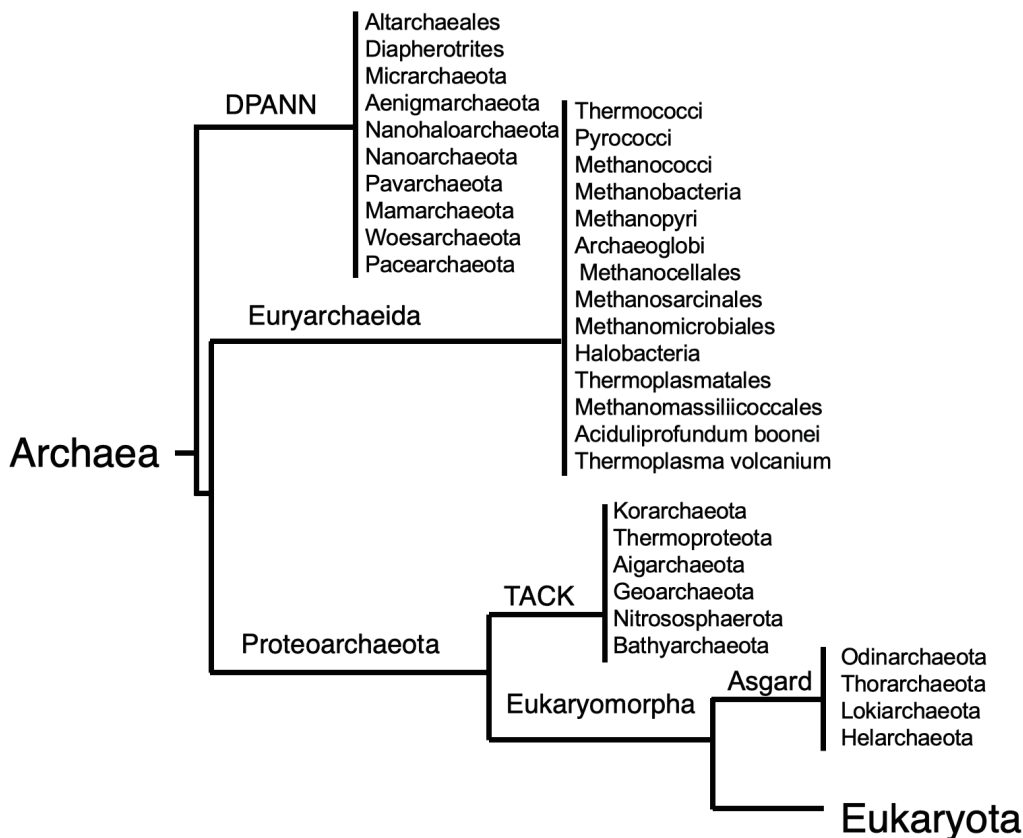 Altarchaeales
Diapherotrites
Micrarchaeota
DPANN
Aenigmarchaeota
Nanohaloarchaeota
Nanoarchaeota
Pavarchaeota
Mamarchaeota
Woesarchaeota
Pacearchaeota
Thermococci
Pyrococci
Methanococci
Methanobacteria
Methanopyri
Archaeoglobi
Methanocellales
Methanosarcinales
Euryarchaeida
Methanomicrobiales
Halobacteria
Thermoplasmatales
Methanomassiliicoccales
Aciduliprofundum boonei
Thermoplasma volcanium
Archaea
Korarchaeota
Thermoproteota
Aigarchaeota
Geoarchaeota
TACK
Nitrososphaerota
Bathyarchaeota
Proteoarchaeota
Odinarchaeota
Asgard
Thorarchaeota
Eukaryomorpha
Lokiarchaeota
Helarchaeota
Eukaryota